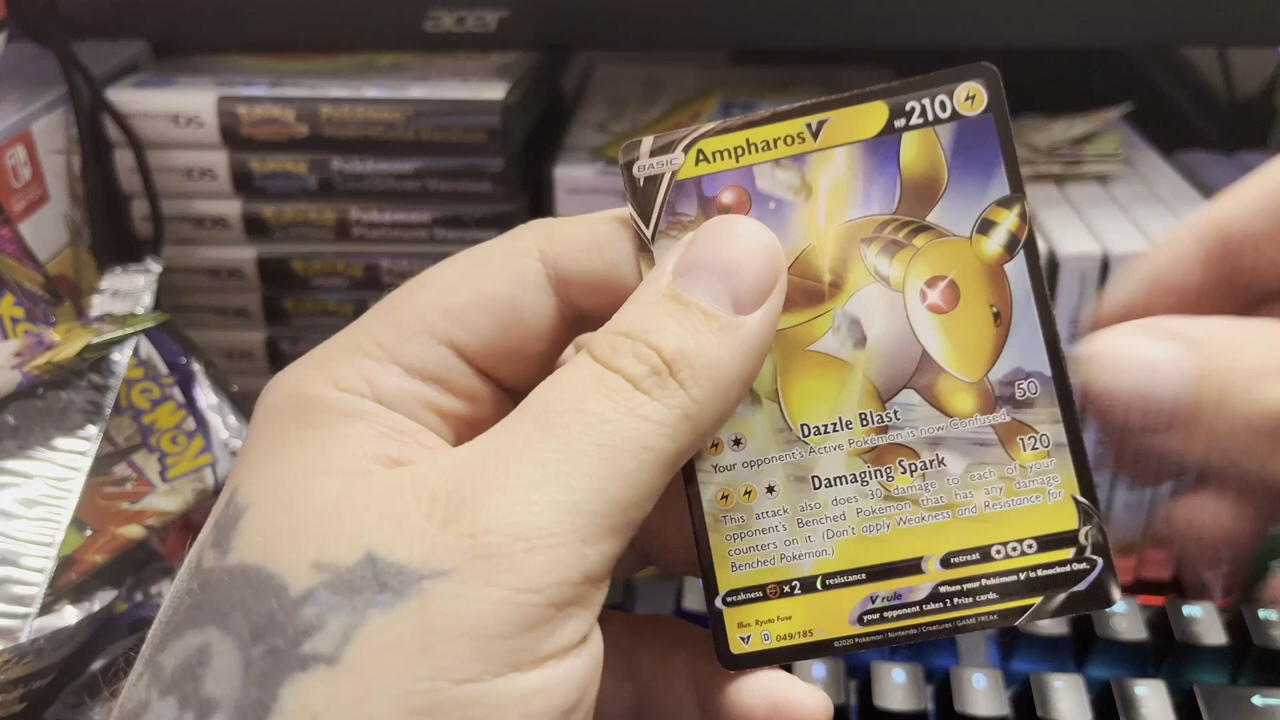 acer
DS
Pokémon
DS
Pokémon
Platinum Version
POKÉMON
BASIC
Ampharos V
HP 210
Dazzle Blast 50
Your opponent's Active Pokémon is now Confused.
Damaging Spark 120
This attack also does 30 damage to each of your
opponent's Benched Pokémon that has any damage
counters on it. (Don't apply Weakness and Resistance for
Benched Pokémon.)
weakness ×2 resistance retreat
V rule When your Pokémon V is Knocked Out,
your opponent takes 2 Prize cards.
Illus. Ryuta Fuse
D 049/185
©2020 Pokémon / Nintendo / Creatures / GAME FREAK